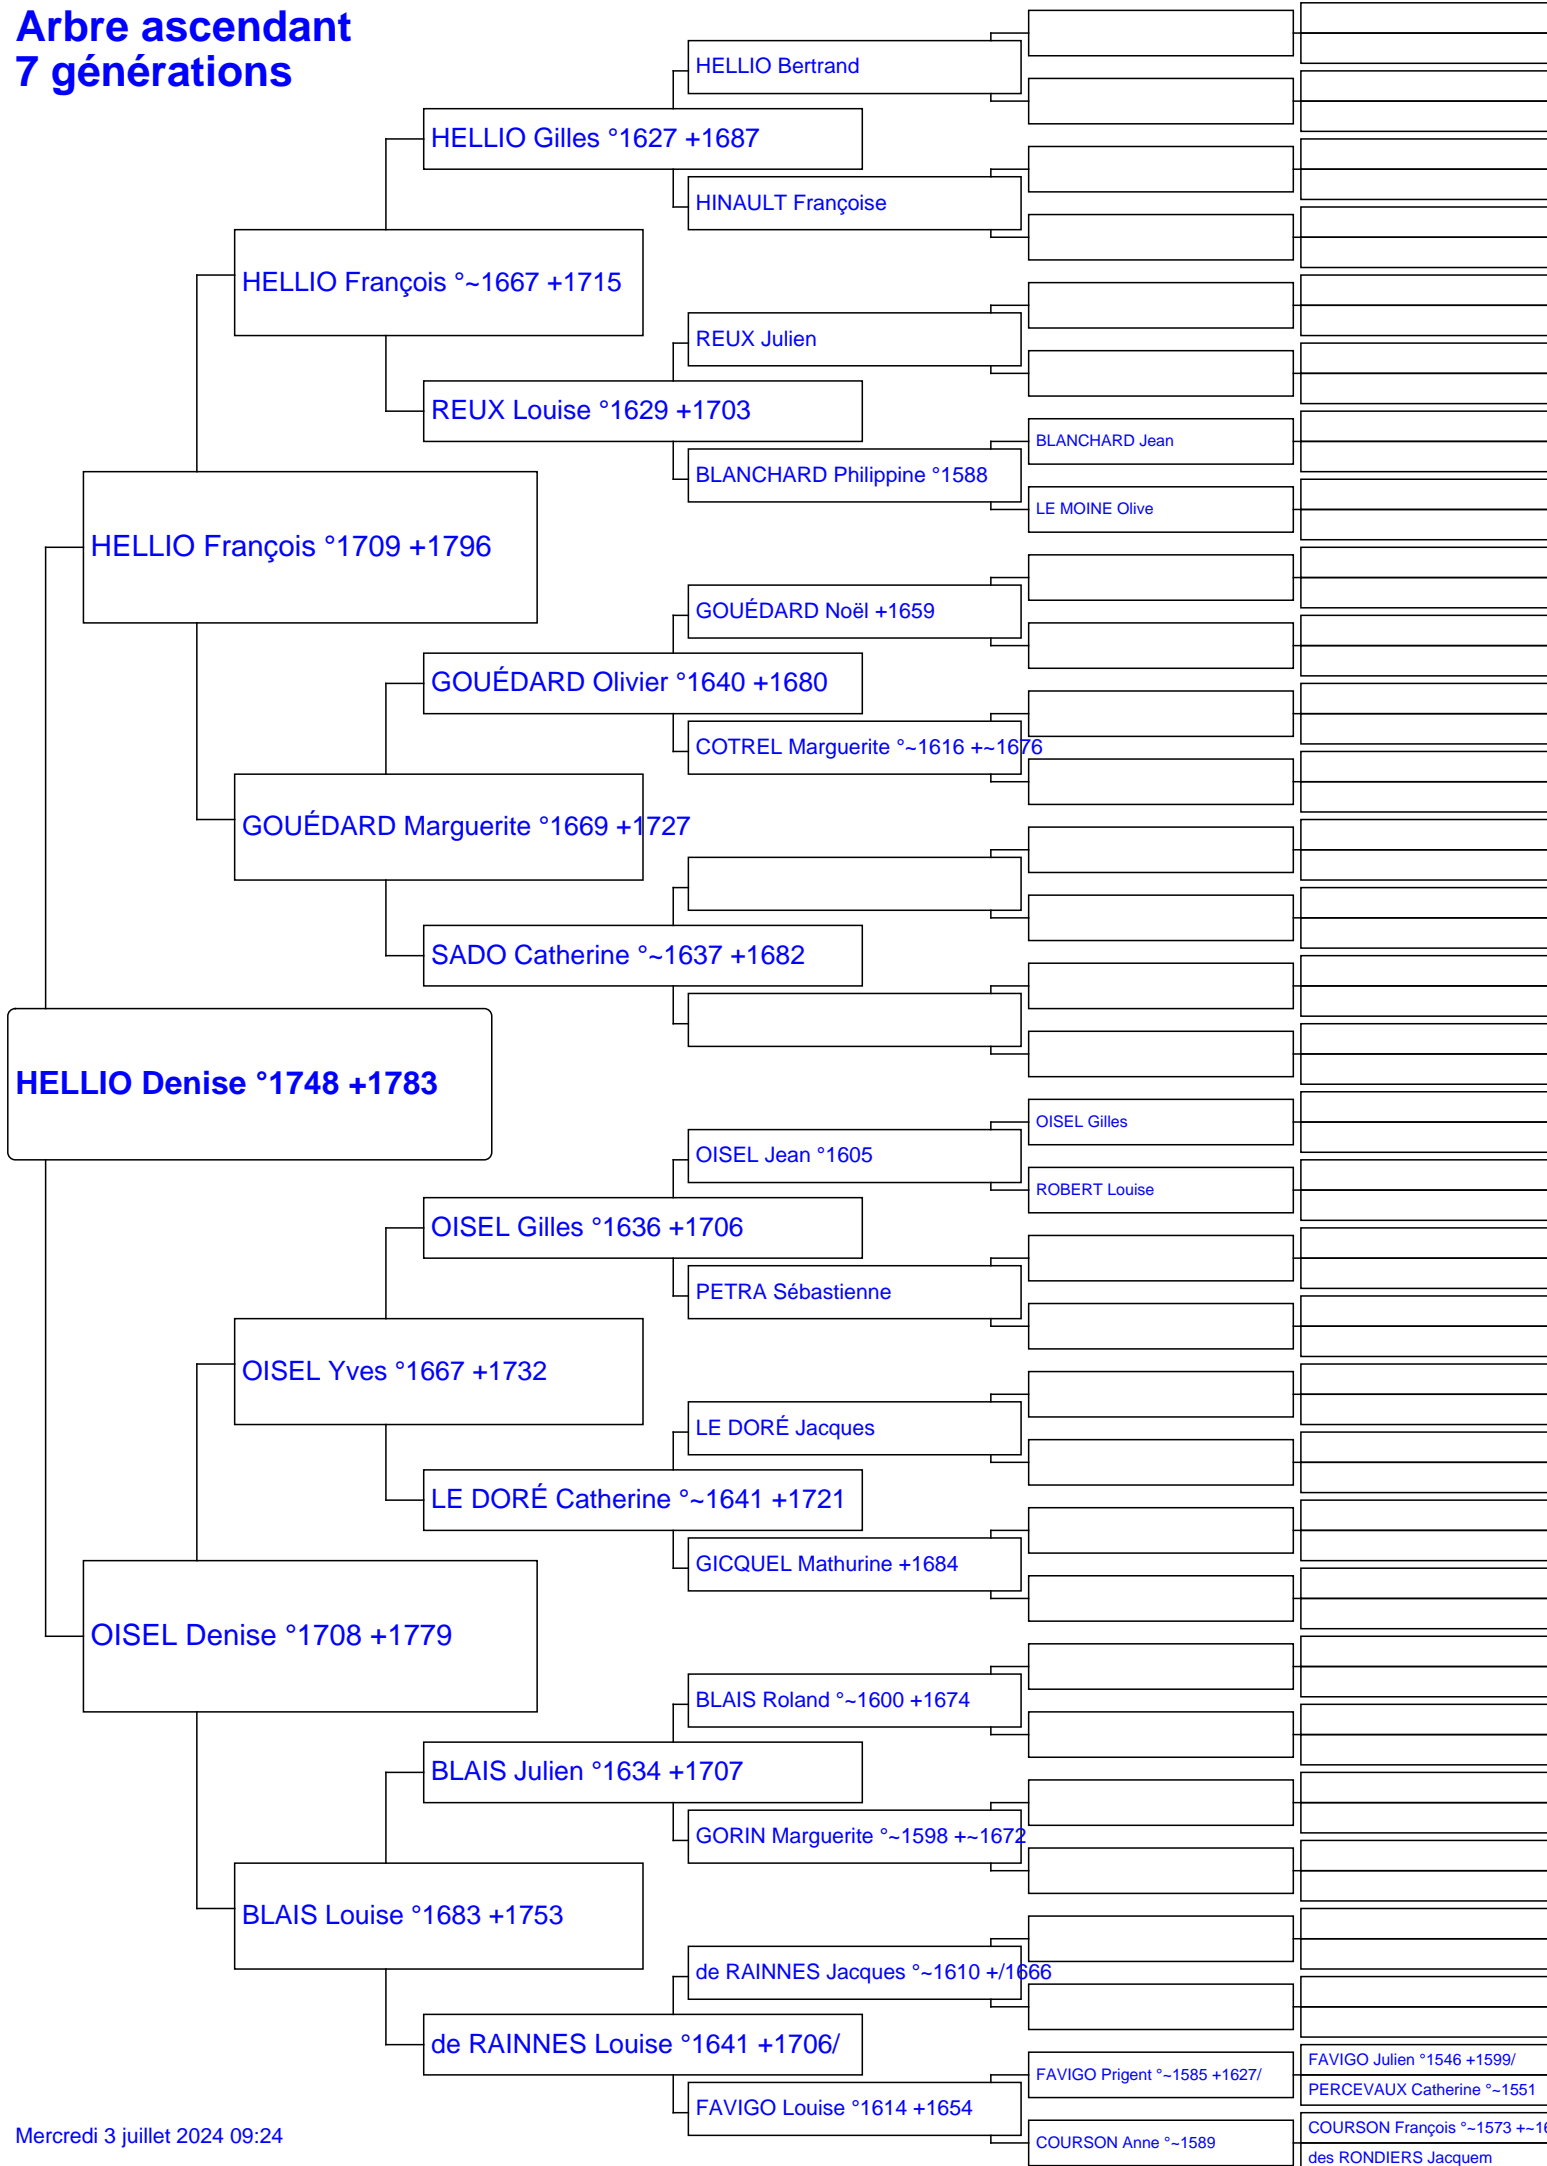 Arbre ascendant
7 générations
HELLIO Bertrand
HELLIO Gilles °1627 +1687
HINAULT Françoise
HELLIO François °~1667 +1715
REUX Julien
REUX Louise °1629 +1703
BLANCHARD Jean
BLANCHARD Philippine °1588
LE MOINE Olive
HELLIO François °1709 +1796
GOUÉDARD Noël +1659
GOUÉDARD Olivier °1640 +1680
COTREL Marguerite °~1616 +~1676
GOUÉDARD Marguerite °1669 +1727
SADO Catherine °~1637 +1682
HELLIO Denise °1748 +1783
OISEL Gilles
OISEL Jean °1605
ROBERT Louise
OISEL Gilles °1636 +1706
PETRA Sébastienne
OISEL Yves °1667 +1732
LE DORÉ Jacques
LE DORÉ Catherine °~1641 +1721
GICQUEL Mathurine +1684
OISEL Denise °1708 +1779
BLAIS Roland °~1600 +1674
BLAIS Julien °1634 +1707
GORIN Marguerite °~1598 +~1672
BLAIS Louise °1683 +1753
de RAINNES Jacques °~1610 +/1666
de RAINNES Louise °1641 +1706/
FAVIGO Julien °1546 +1599/
FAVIGO Prigent °~1585 +1627/
PERCEVAUX Catherine °~1551
FAVIGO Louise °1614 +1654
COURSON François °~1573 +~16
COURSON Anne °~1589
des RONDIERS Jacquem
Mercredi 3 juillet 2024 09:24